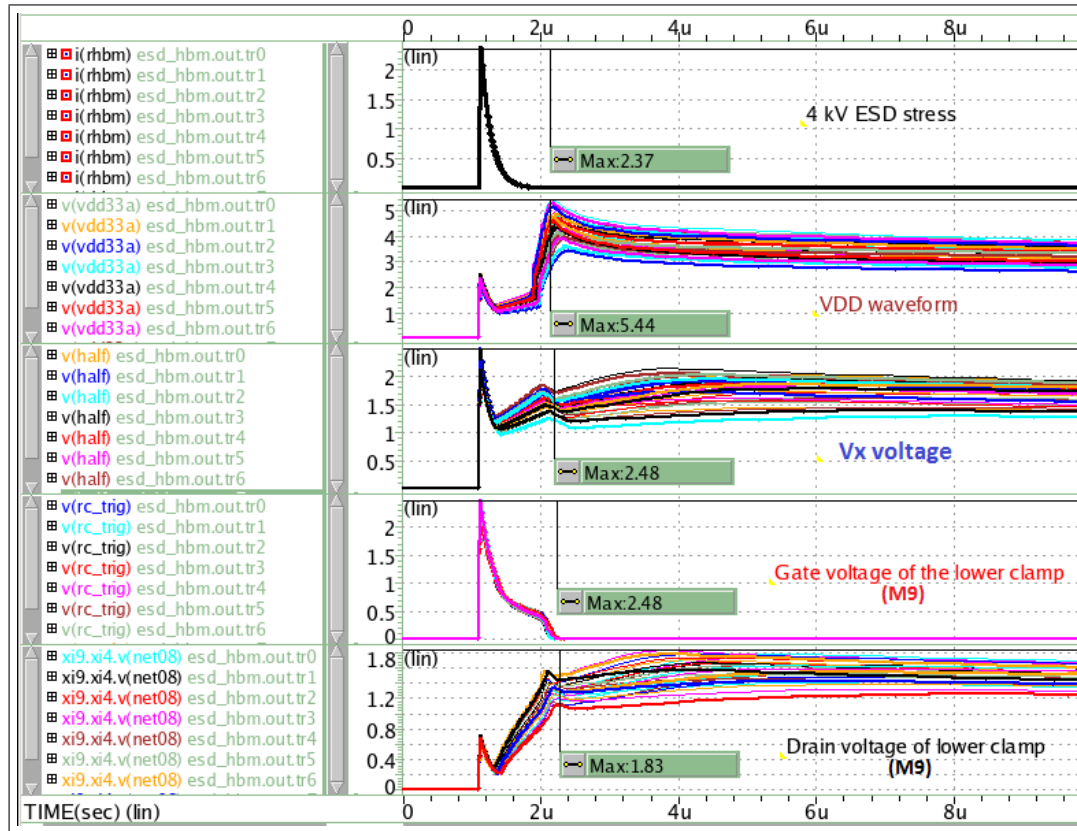 0 2u 4u 6u 8u
i(rhbm) esd_hbm.out.tr0
i(rhbm) esd_hbm.out.tr1
i(rhbm) esd_hbm.out.tr2
i(rhbm) esd_hbm.out.tr3
i(rhbm) esd_hbm.out.tr4
i(rhbm) esd_hbm.out.tr5
i(rhbm) esd_hbm.out.tr6
(lin)
2
1.5
1
0.5
4 kV ESD stress
Max:2.37
v(vdd33a) esd_hbm.out.tr0
v(vdd33a) esd_hbm.out.tr1
v(vdd33a) esd_hbm.out.tr2
v(vdd33a) esd_hbm.out.tr3
v(vdd33a) esd_hbm.out.tr4
v(vdd33a) esd_hbm.out.tr5
v(vdd33a) esd_hbm.out.tr6
(lin)
5
4
3
2
1
VDD waveform
Max:5.44
v(half) esd_hbm.out.tr0
v(half) esd_hbm.out.tr1
v(half) esd_hbm.out.tr2
v(half) esd_hbm.out.tr3
v(half) esd_hbm.out.tr4
v(half) esd_hbm.out.tr5
v(half) esd_hbm.out.tr6
(lin)
2
1.5
1
0.5
Vx voltage
Max:2.48
v(rc_trig) esd_hbm.out.tr0
v(rc_trig) esd_hbm.out.tr1
v(rc_trig) esd_hbm.out.tr2
v(rc_trig) esd_hbm.out.tr3
v(rc_trig) esd_hbm.out.tr4
v(rc_trig) esd_hbm.out.tr5
v(rc_trig) esd_hbm.out.tr6
(lin)
2
1.5
1
0.5
0
Gate voltage of the lower clamp
(M9)
Max:2.48
xi9.xi4.v(net08) esd_hbm.out.tr0
xi9.xi4.v(net08) esd_hbm.out.tr1
xi9.xi4.v(net08) esd_hbm.out.tr2
xi9.xi4.v(net08) esd_hbm.out.tr3
xi9.xi4.v(net08) esd_hbm.out.tr4
xi9.xi4.v(net08) esd_hbm.out.tr5
xi9.xi4.v(net08) esd_hbm.out.tr6
(lin)
1.8
1.2
0.8
0.4
0
Drain voltage of lower clamp
(M9)
Max:1.83
TIME(sec) (lin)
0 2u 4u 6u 8u